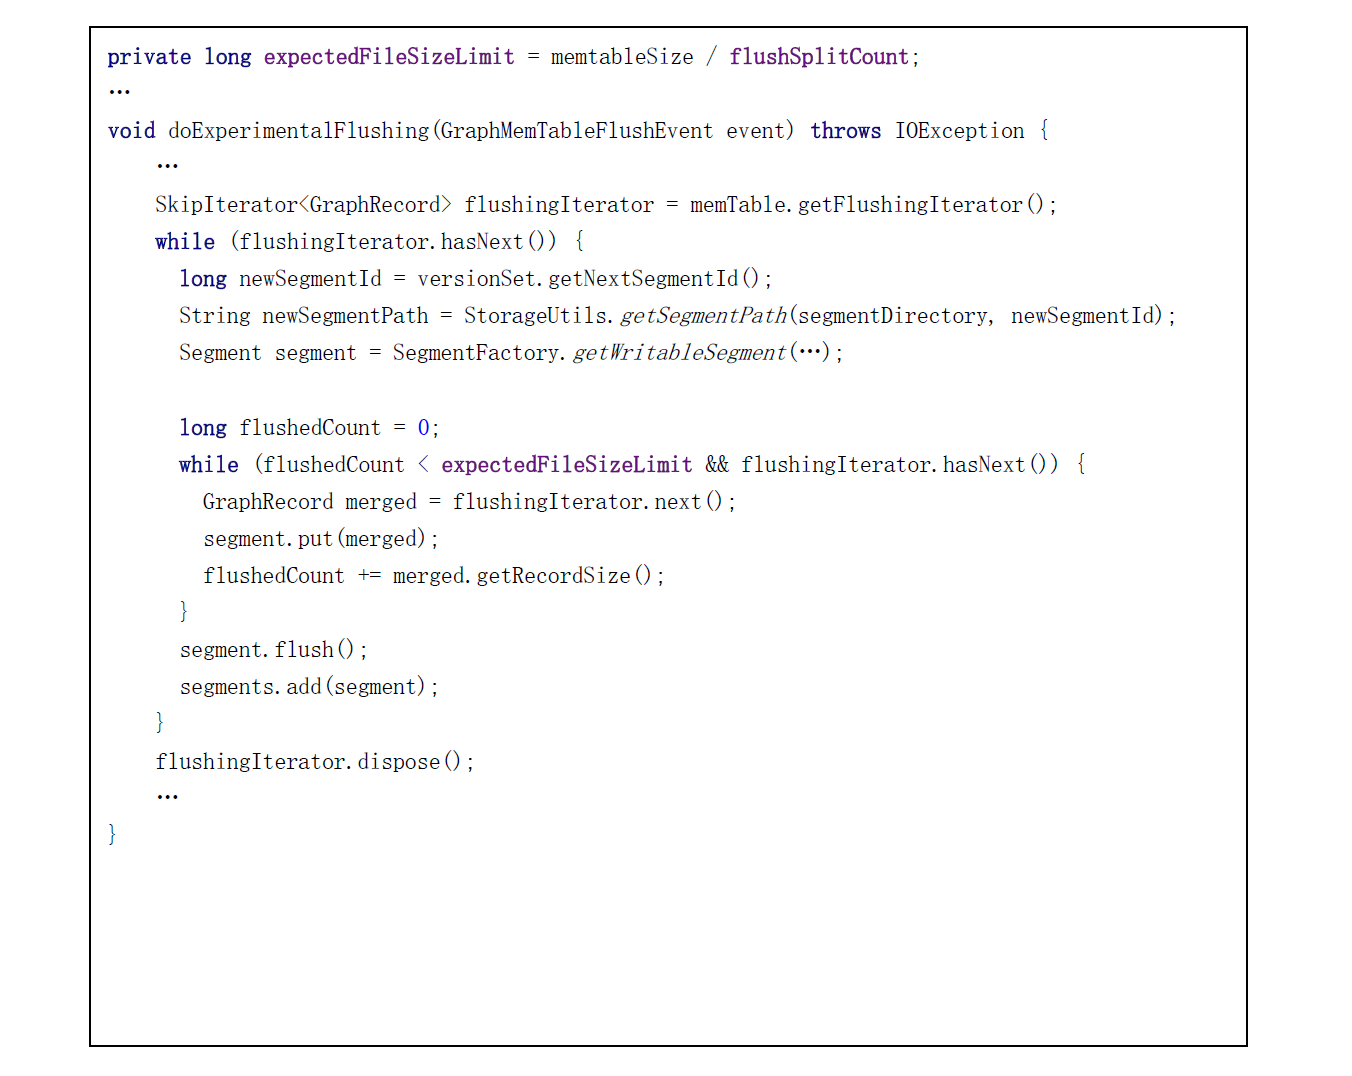 private long expectedFileSizeLimit = memtableSize / flushSplitCount;
…
void doExperimentalFlushing(GraphMemTableFlushEvent event) throws IOException {
…
SkipIterator<GraphRecord> flushingIterator = memTable.getFlushingIterator();
while (flushingIterator.hasNext()) {
long newSegmentId = versionSet.getNextSegmentId();
String newSegmentPath = StorageUtils.getSegmentPath(segmentDirectory, newSegmentId);
Segment segment = SegmentFactory.getWritableSegment(…);
long flushedCount = 0;
while (flushedCount < expectedFileSizeLimit && flushingIterator.hasNext()) {
GraphRecord merged = flushingIterator.next();
segment.put(merged);
flushedCount += merged.getRecordSize();
}
segment.flush();
segments.add(segment);
}
flushingIterator.dispose();
…
}